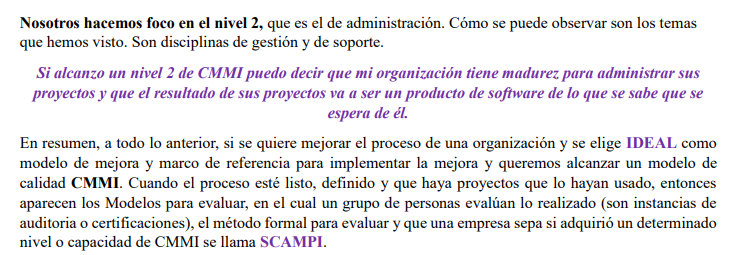 Nosotros hacemos foco en el nivel 2, que es el de administración. Cómo se puede observar son los temas
que hemos visto. Son disciplinas de gestión y de soporte.
Si alcanzo un nivel 2 de CMMI puedo decir que mi organización tiene madurez para administrar sus
proyectos y que el resultado de sus proyectos va a ser un producto de software de lo que se sabe que se
espera de él.
En resumen, a todo lo anterior, si se quiere mejorar el proceso de una organización y se elige IDEAL como
modelo de mejora y marco de referencia para implementar la mejora y queremos alcanzar un modelo de
calidad CMMI. Cuando el proceso esté listo, definido y que haya proyectos que lo hayan usado, entonces
aparecen los Modelos para evaluar, en el cual un grupo de personas evalúan lo realizado (son instancias de
auditoria o certificaciones), el método formal para evaluar y que una empresa sepa si adquirió un determinado
nivel o capacidad de CMMI se llama SCAMPI.